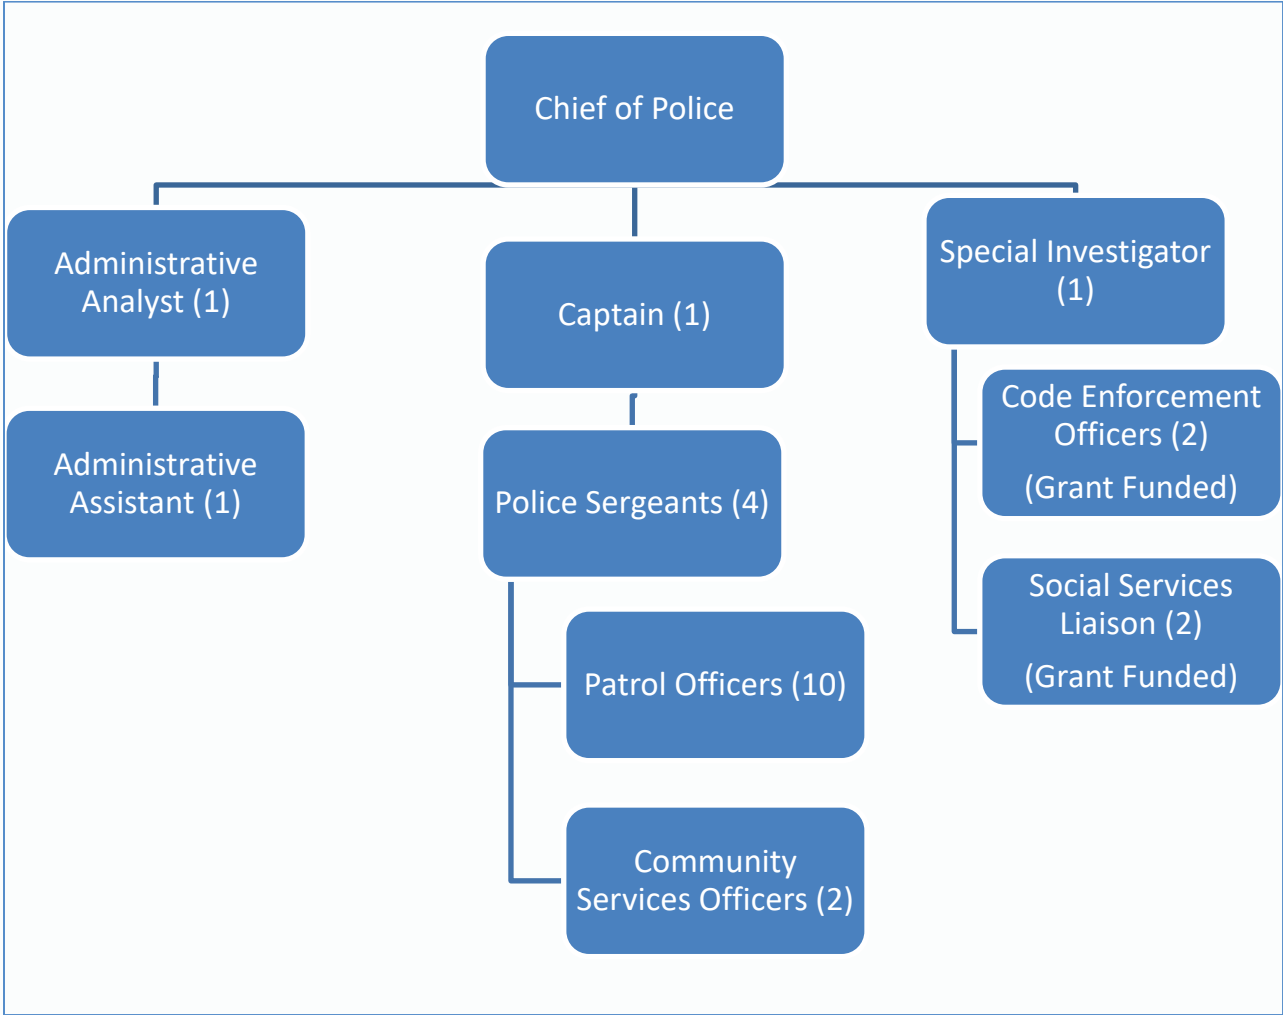 Chief of Police
Administrative
Analyst (1)
Administrative
Assistant (1)
Captain (1)
Police Sergeants (4)
Patrol Officers (10)
Community
Services Officers (2)
Special Investigator
(1)
Code Enforcement
Officers (2)
(Grant Funded)
Social Services
Liaison (2)
(Grant Funded)